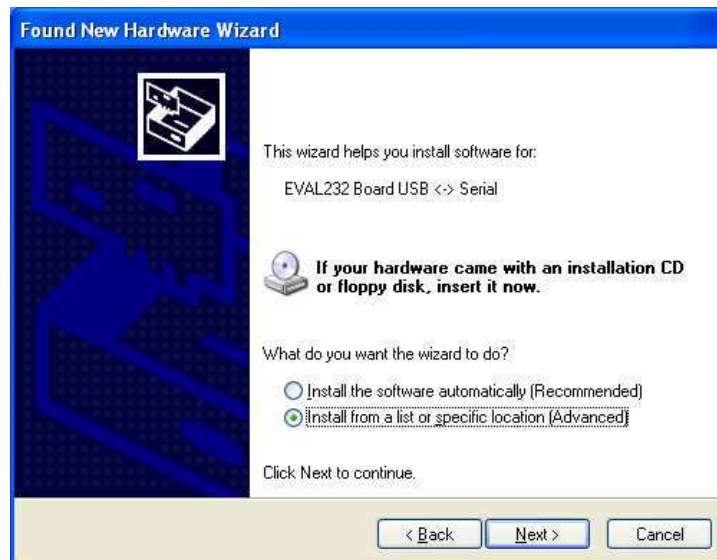 Found New Hardware Wizard
This wizard helps you install software for:
EVAL232 Board USB <-> Serial
If your hardware came with an installation CD
or floppy disk, insert it now.
What do you want the wizard to do?
Install the software automatically (Recommended)
Install from a list or specific location (Advanced)
Click Next to continue.
< Back Next > Cancel